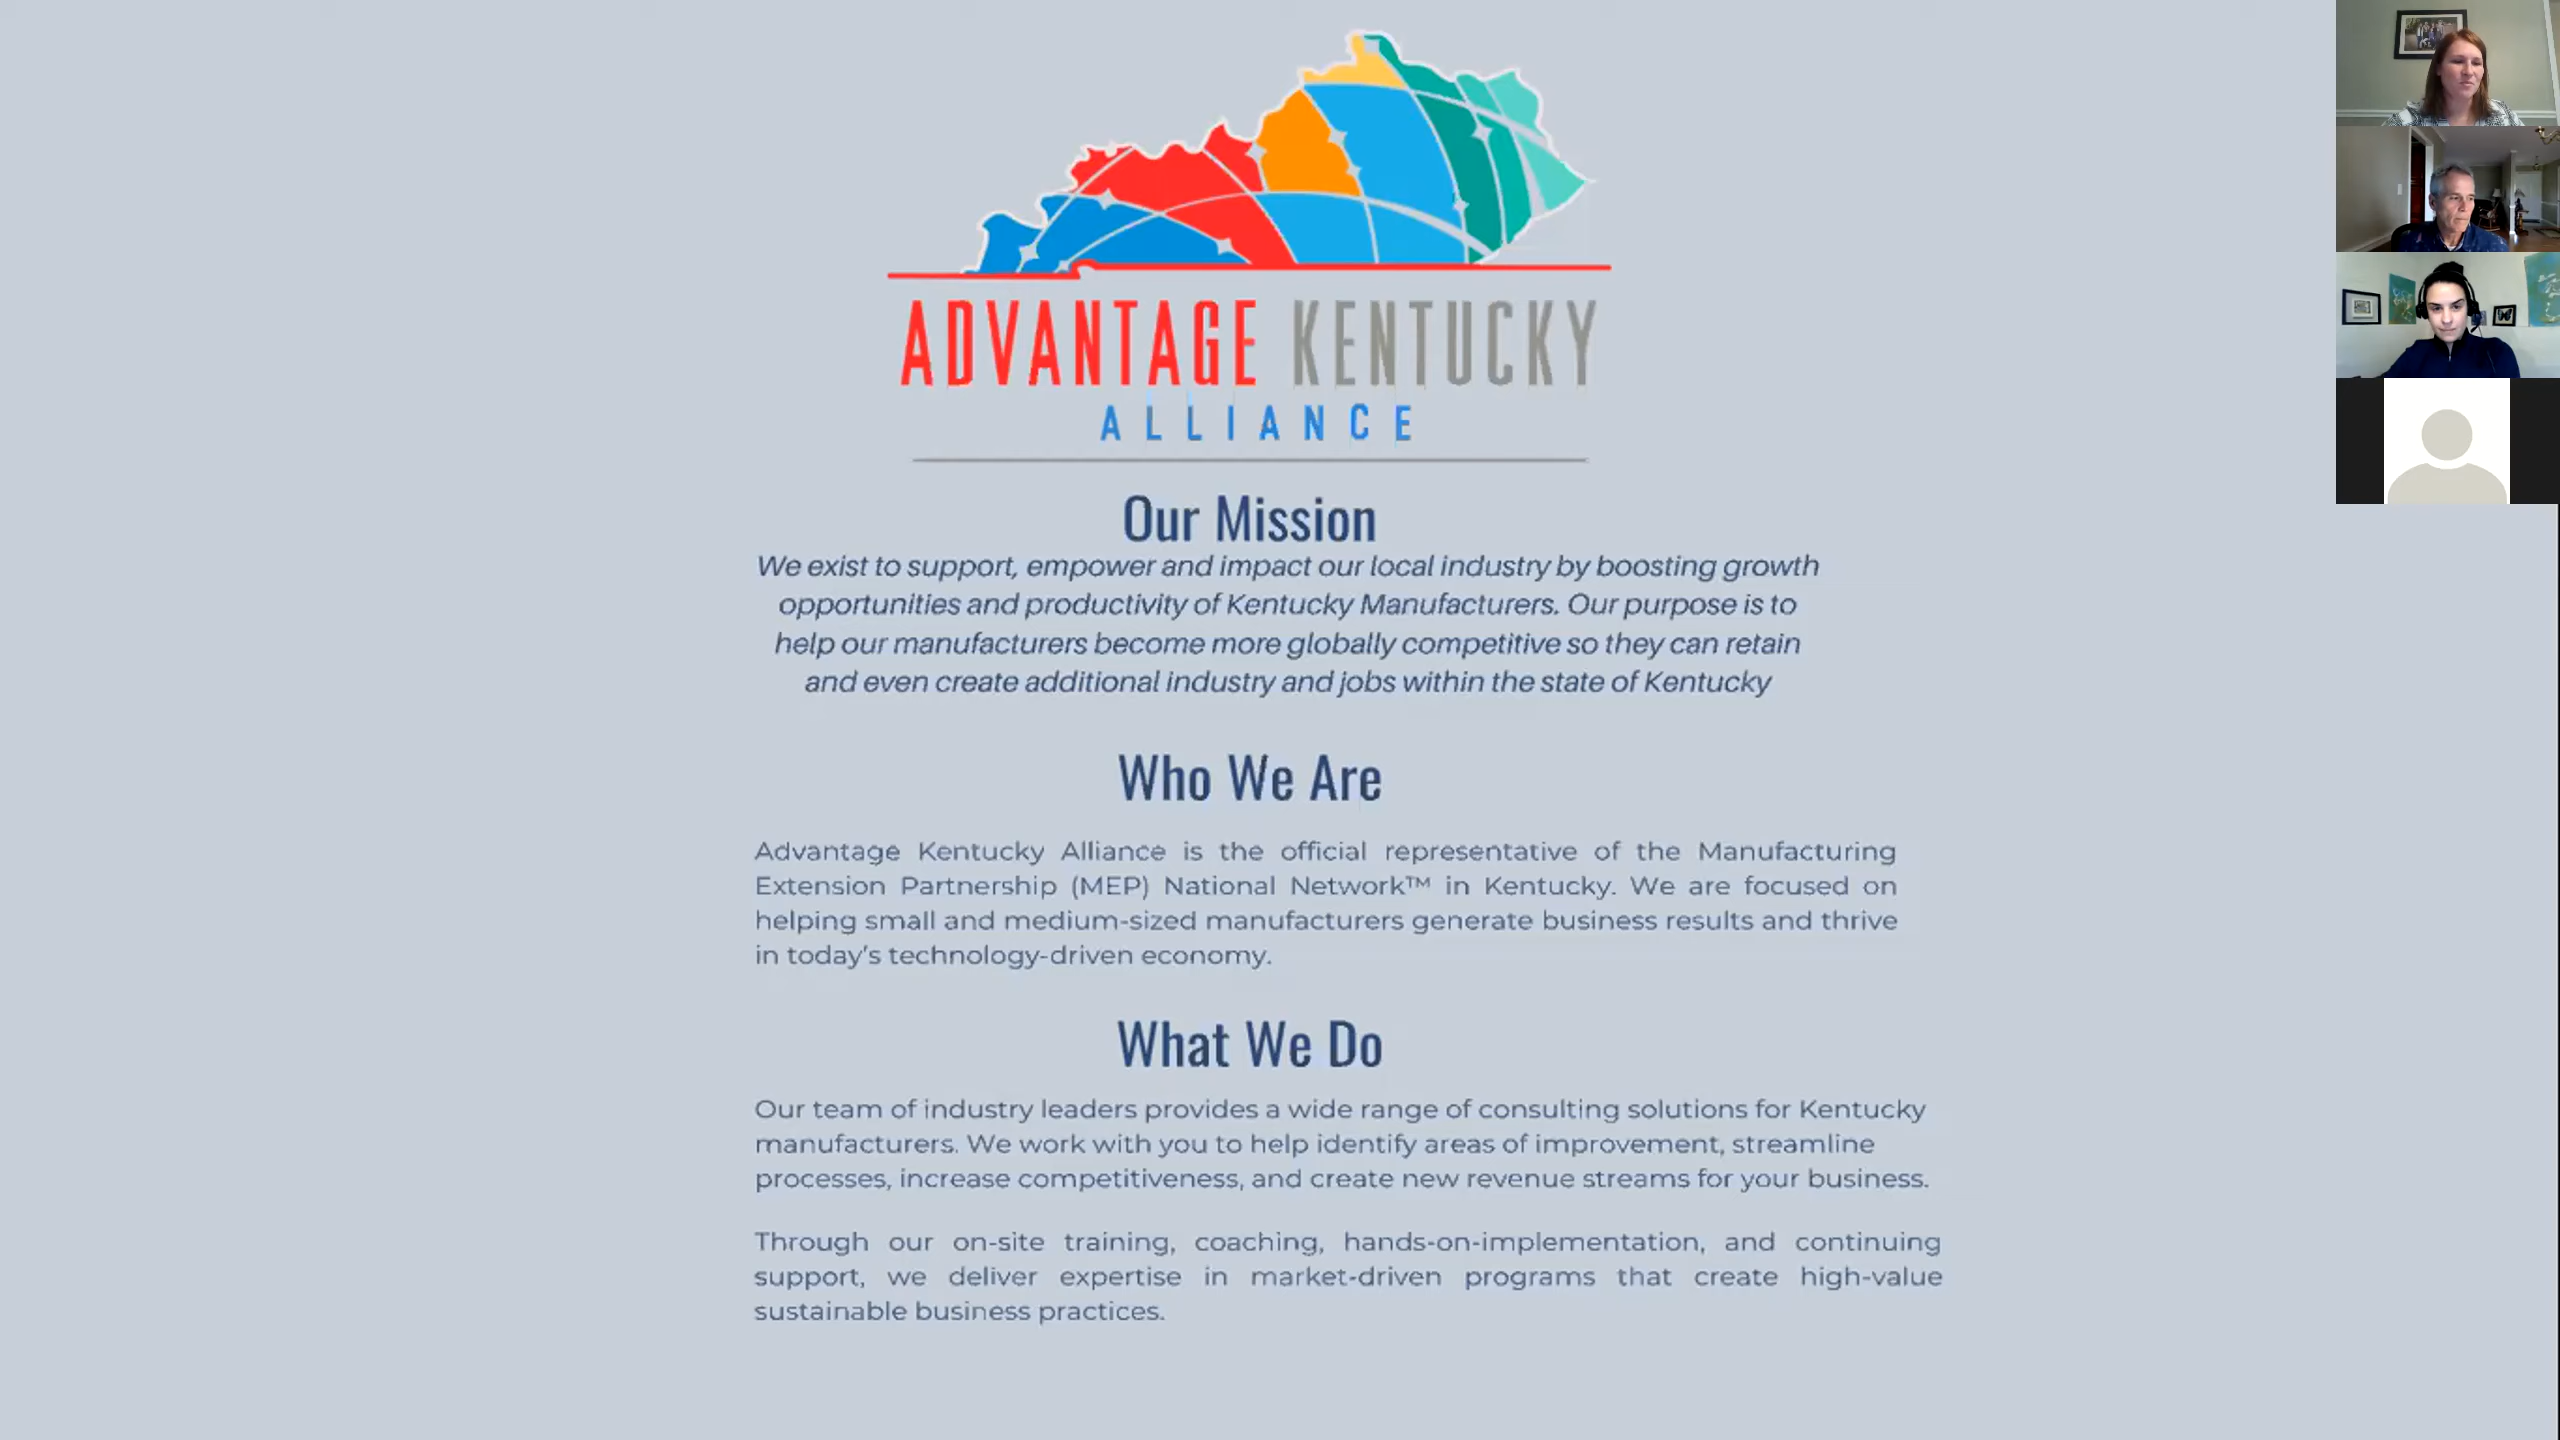 ADVANTAGE KENTUCKY
ALLIANCE
Our Mission
We exist to support, empower and impact our local industry by boosting growth
opportunities and productivity of Kentucky Manufacturers. Our purpose is to
help our manufacturers become more globally competitive so they can retain
and even create additional industry and jobs within the state of Kentucky
Who We Are
Advantage Kentucky Alliance is the official representative of the Manufacturing
Extension Partnership (MEP) National Network™ in Kentucky. We are focused on
helping small and medium-sized manufacturers generate business results and thrive
in today's technology-driven economy.
What We Do
Our team of industry leaders provides a wide range of consulting solutions for Kentucky
manufacturers. We work with you to help identify areas of improvement, streamline
processes, increase competitiveness, and create new revenue streams for your business.
Through our on-site training, coaching, hands-on-implementation, and continuing
support, we deliver expertise in market-driven programs that create high-value
sustainable business practices.